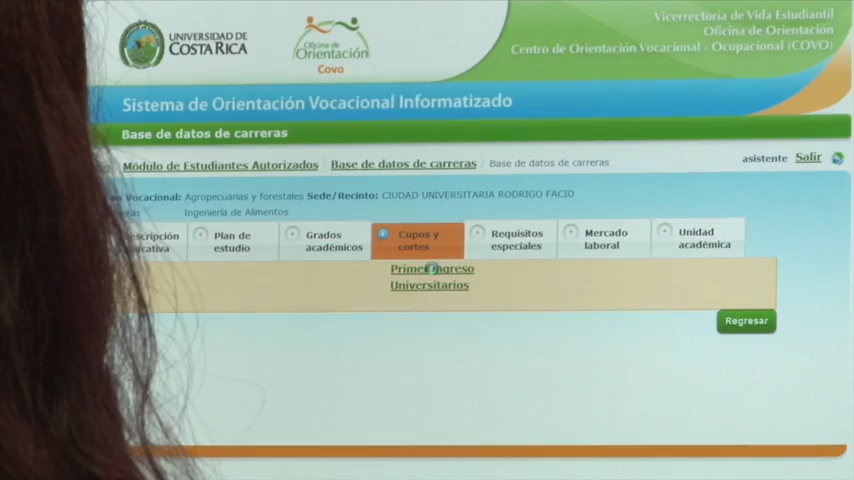 UNIVERSIDAD DE
COSTA RICA
Oficina de
Orientación
Covo
Vicerrectoría de Vida Estudiantil
Oficina de Orientación
Centro de Orientación Vocacional - Ocupacional (COVO)
Sistema de Orientación Vocacional Informatizado
Base de datos de carreras
Módulo de Estudiantes Autorizados Base de datos de carreras Base de datos de carreras
asistente Salir
Vocacional: Agropecuarias y forestales Sede/Recinto: CIUDAD UNIVERSITARIA RODRIGO FACIO
Ingeniería de Alimentos
Plan de estudio
Grados académicos
Cupos y cortes
Requisitos especiales
Mercado laboral
Unidad académica
Primer ingreso
Universitarios
Regresar